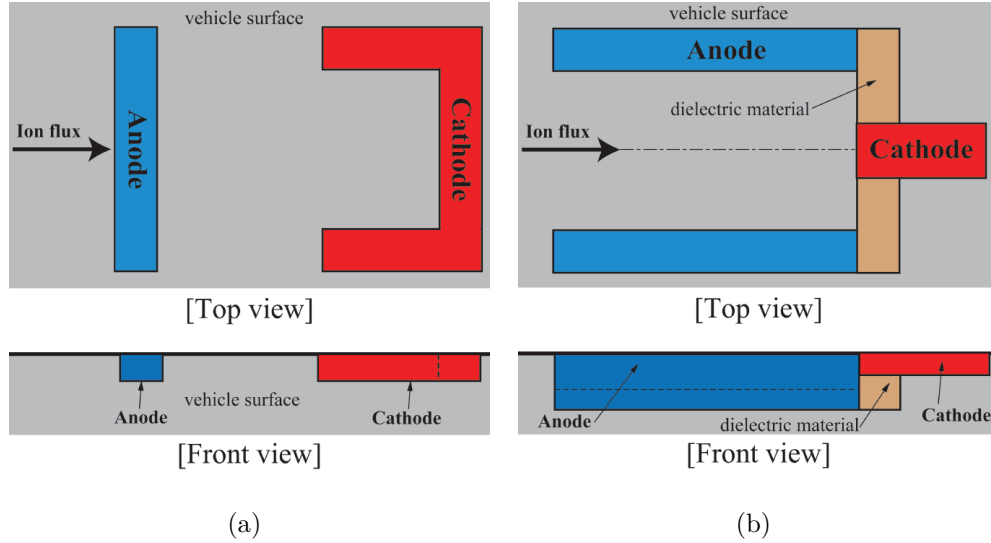 vehicle surface
Anode
Cathode
Ion flux
[Top view]
Anode
vehicle surface
Cathode
[Front view]
(a)
vehicle surface
Anode
dielectric material
Ion flux
Cathode
[Top view]
Anode
dielectric material
Cathode
[Front view]
(b)